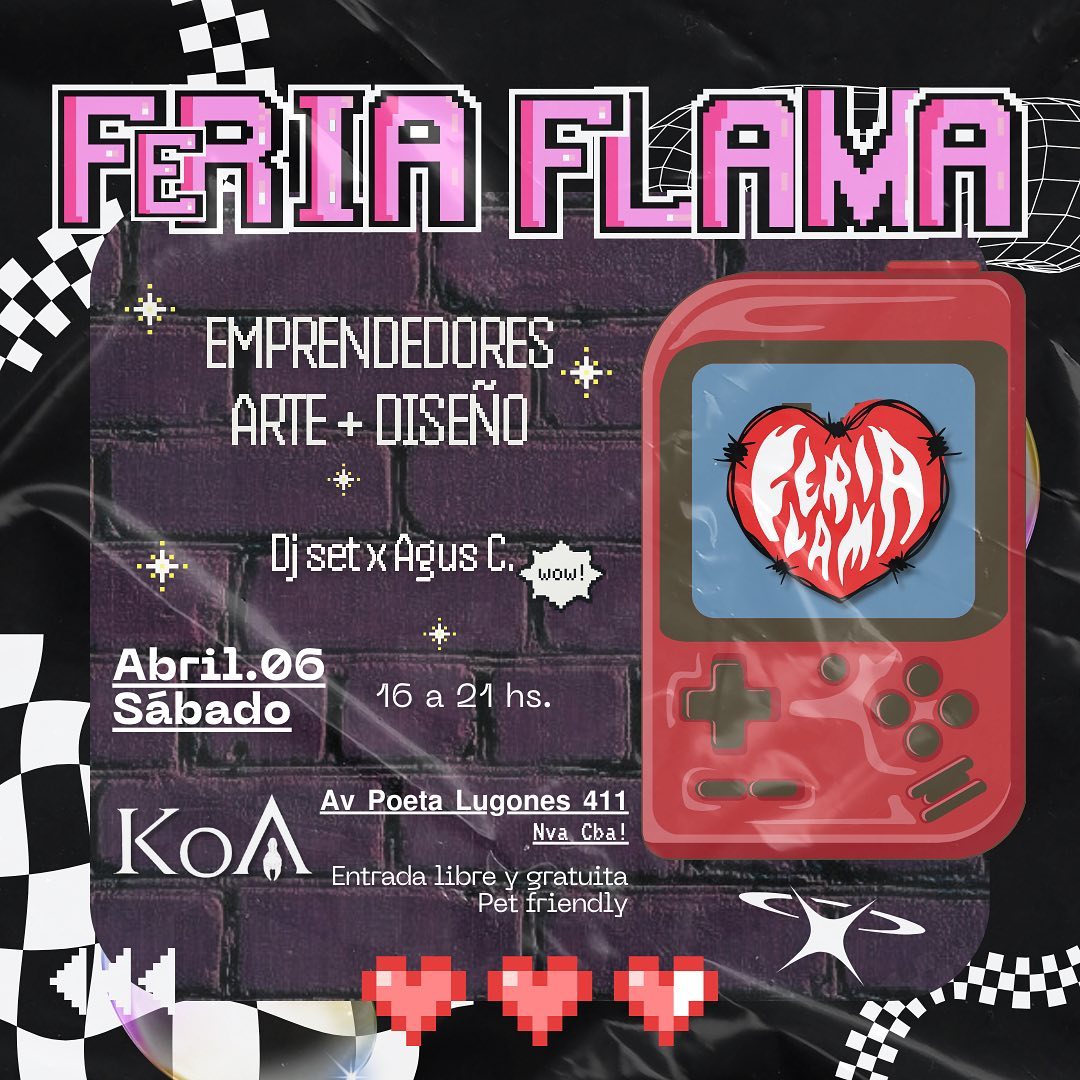 FERIA FLAMA
EMPRENDEDORES
ARTE + DISEÑO
Dj set x Agus C.
wow!
FERIA
FLAMA
Abril.06
Sábado
16 a 21 hs.
KoA
Av Poeta Lugones 411
Nva Cba!
Entrada libre y gratuita
Pet friendly